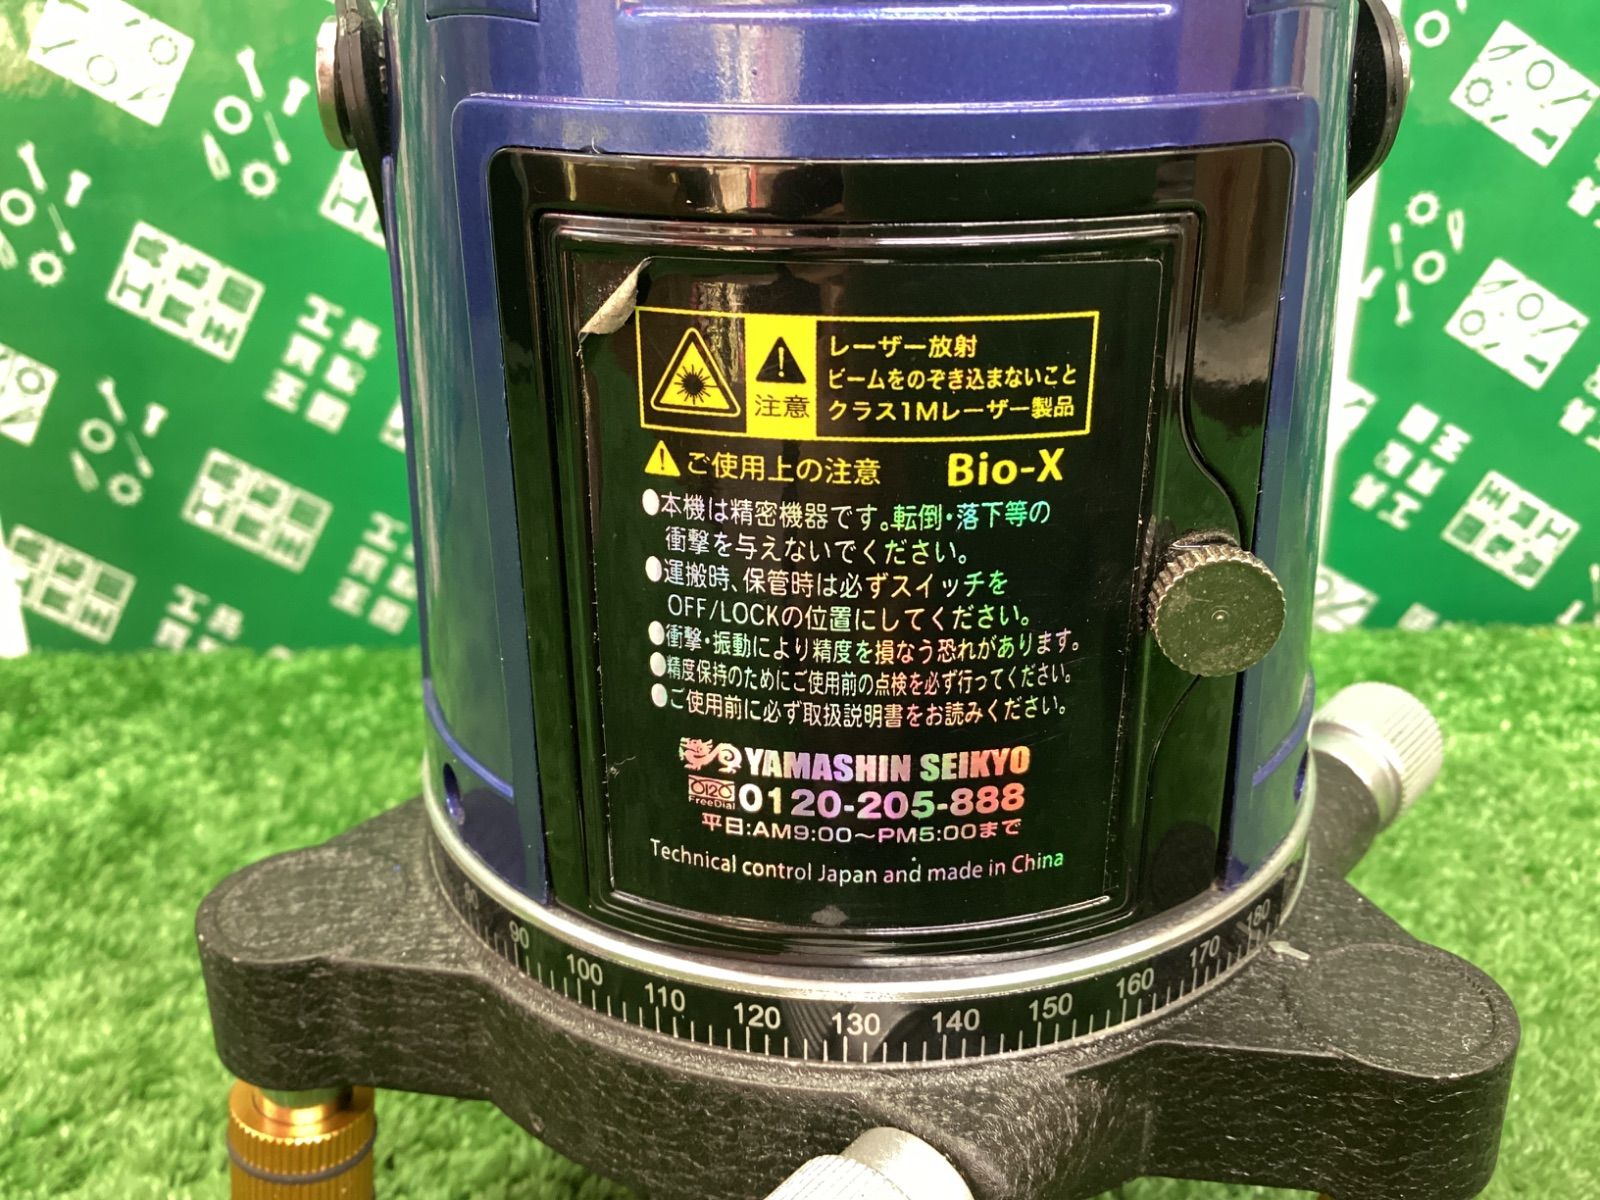 レーザー放射
ビームをのぞき込まないこと
クラス1Mレーザー製品
注意
ご使用上の注意 Bio-X
●本機は精密機器です。転倒・落下等の
衝撃を与えないでください。
●運搬時、保管時は必ずスイッチを
OFF/LOCKの位置にしてください。
●衝撃・振動により精度を損なう恐れがあります。
●精度保持のためにご使用前の点検を必ず行ってください。
●ご使用前に必ず取扱説明書をお読みください。
YAMASHIN SEIKYO
0120 FreeDial 0120-205-888
平日:AM9:00～PM5:00まで
Technical control Japan and made in China
90 100 110 120 130 140 150 160 170 180
工具
買取
王国